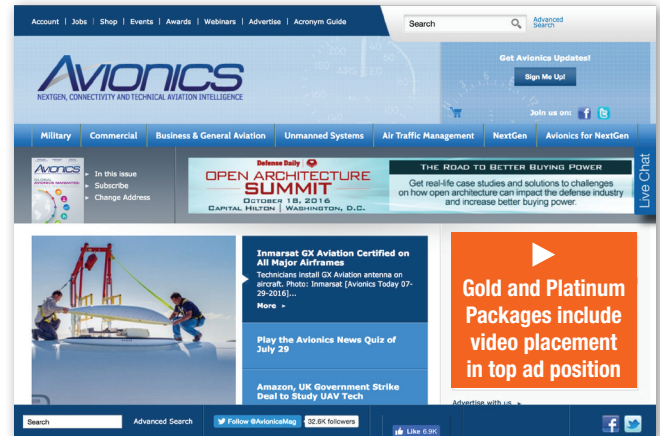 Account | Jobs | Shop | Events | Awards | Webinars | Advertise | Acronym Guide
Search
Advanced
Search
AVIONICS
NEXTGEN, CONNECTIVITY AND TECHNICAL AVIATION INTELLIGENCE
Get Avionics Updates!
Sign Me Up!
Join us on:
Military Commercial Business & General Aviation Unmanned Systems Air Traffic Management NextGen Avionics for NextGen
AVIONICS
In this issue
Subscribe
Change Address
Defense Daily
OPEN ARCHITECTURE
SUMMIT
OCTOBER 18, 2016
CAPITAL HILTON | WASHINGTON, D.C.
THE ROAD TO BETTER BUYING POWER
Get real-life case studies and solutions to challenges
on how open architecture can impact the defense industry
and increase better buying power.
Live Chat
Inmarsat GX Aviation Certified on
All Major Airframes
Technicians install GX Aviation antenna on
aircraft. Photo: Inmarsat [Avionics Today 07-
29-2016]...
More
Play the Avionics News Quiz of
July 29
Amazon, UK Government Strike
Deal to Study UAV Tech
Gold and Platinum
Packages include
video placement
in top ad position
Advertise with us
Search
Advanced Search
Follow @AvionicsMag
32.6K followers
Like 6.9K